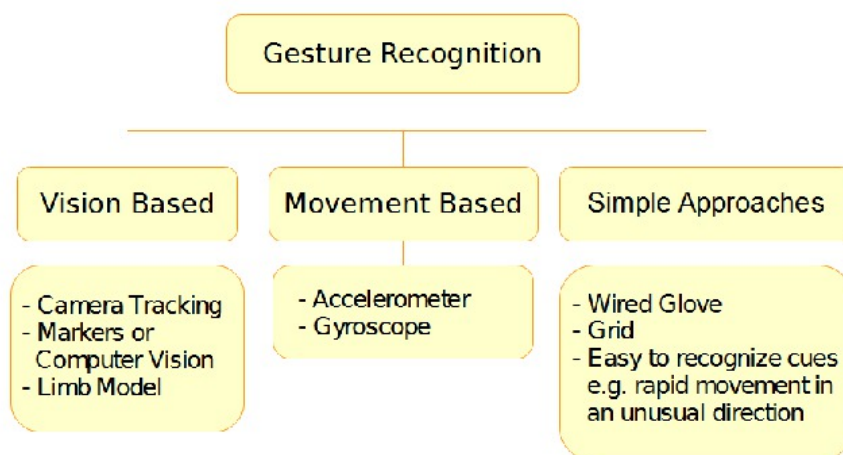 Gesture Recognition
Vision Based
Movement Based
Simple Approaches
- Camera Tracking
- Markers or
Computer Vision
- Limb Model
- Accelerometer
- Gyroscope
- Wired Glove
- Grid
- Easy to recognize cues
e.g. rapid movement in
an unusual direction